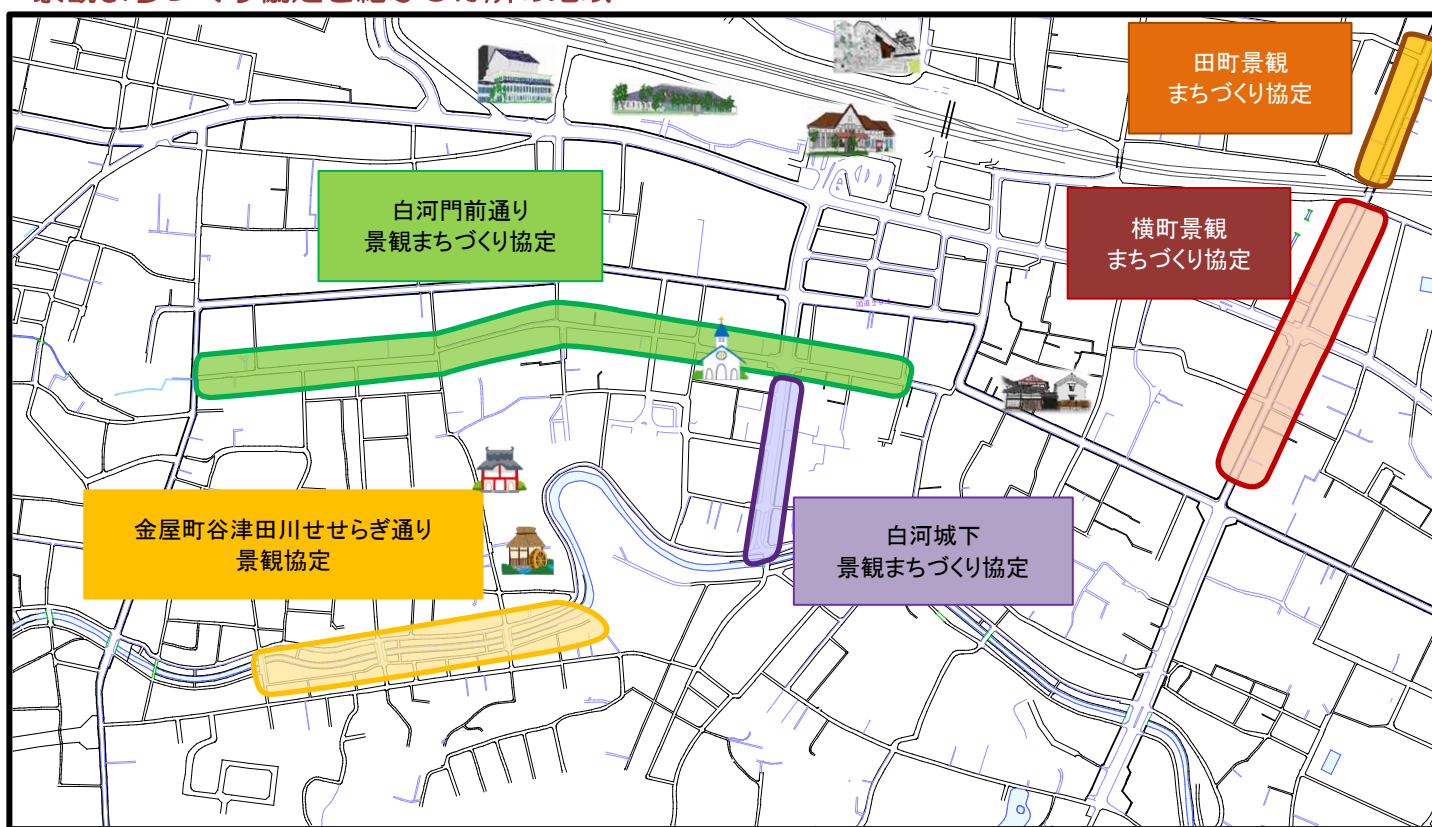 田町景観
まちづくり協定
白河門前通り
景観まちづくり協定
横町景観
まちづくり協定
金屋町谷津田川せせらぎ通り
景観協定
白河城下
景観まちづくり協定